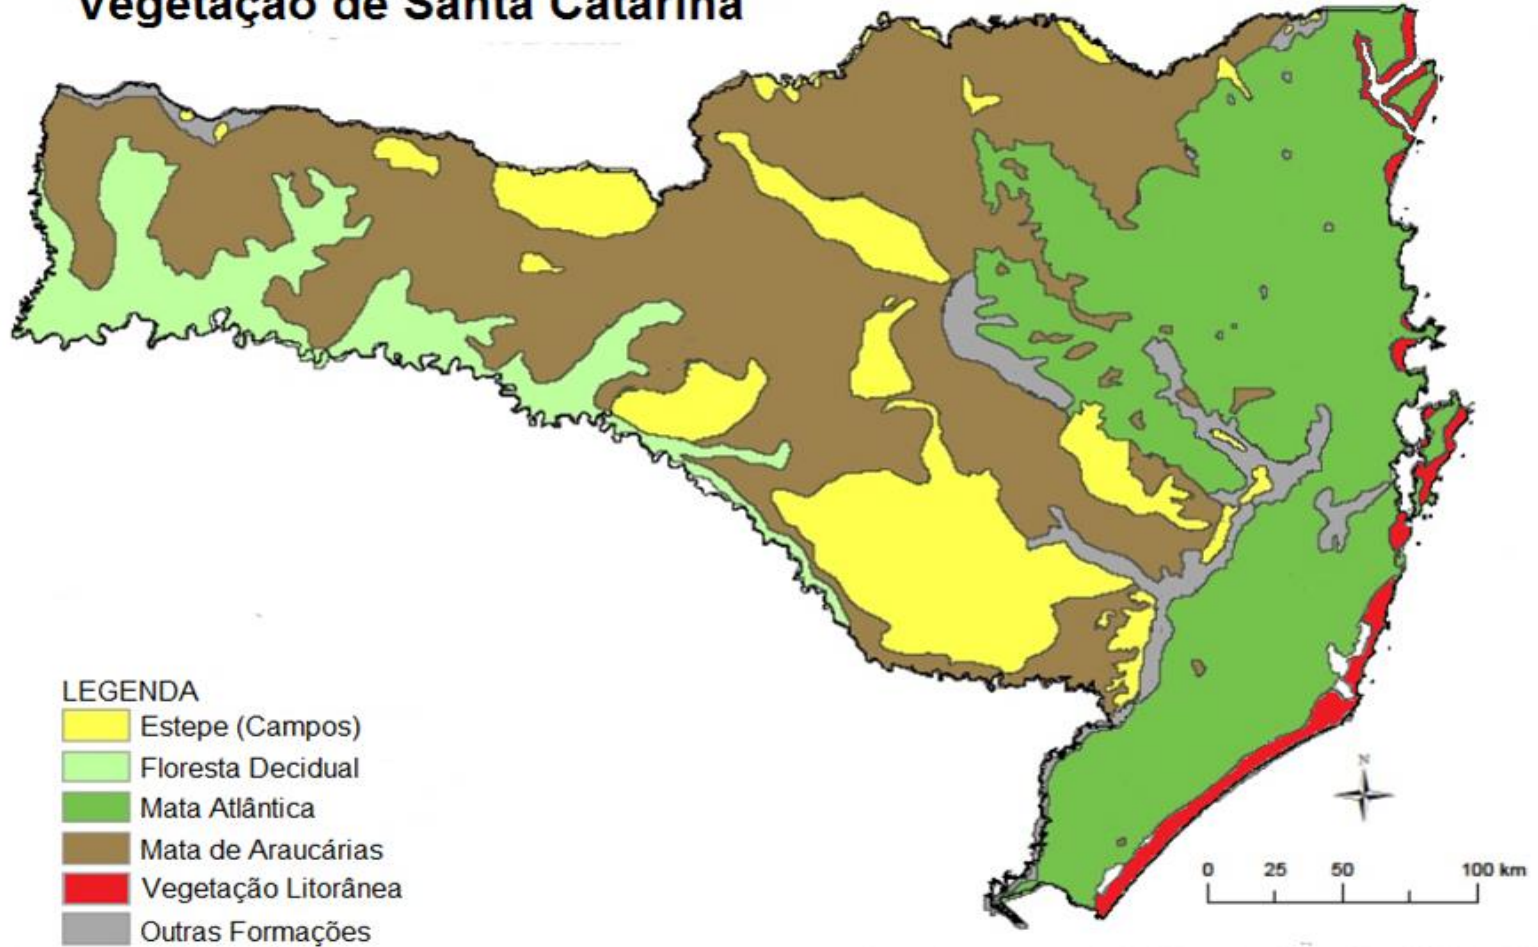 Vegetação de Santa Catarina
LEGENDA
Estepe (Campos)
Floresta Decidual
Mata Atlântica
Mata de Araucárias
Vegetação Litorânea
Outras Formações
N
0 25 50 100 km